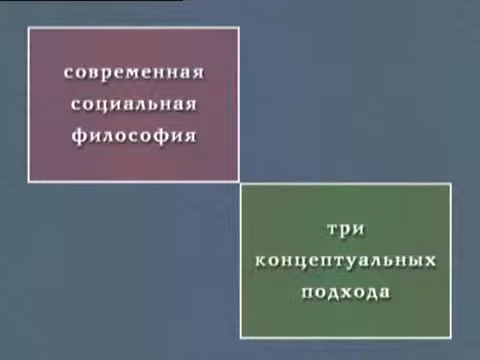 современная
социальная
философия
три
концептуальных
подхода